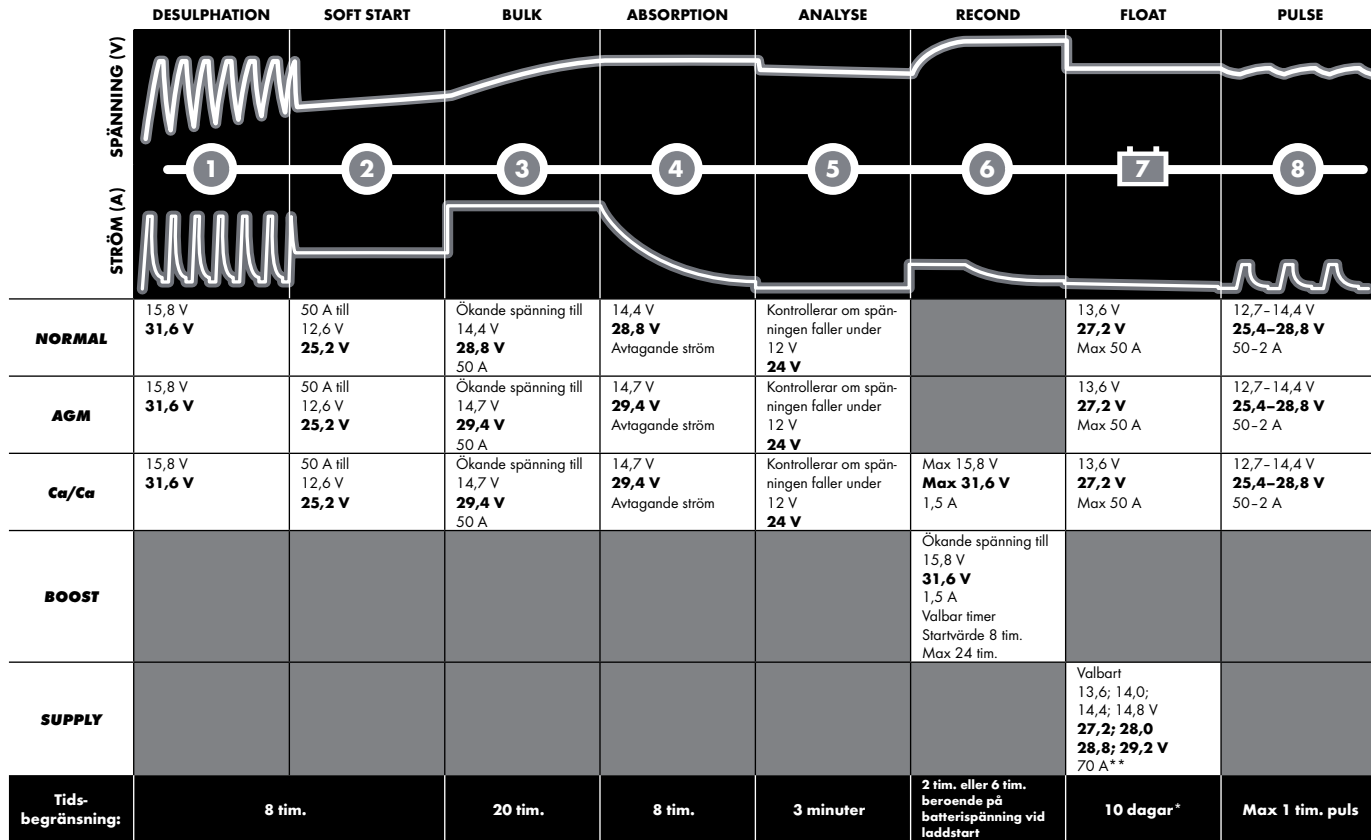 DESULPHATION SOFT START BULK ABSORPTION ANALYSE RECOND FLOAT PULSE
SPÄNNING (V)
1 2 3 4 5 6 7 8
STRÖM (A)
NORMAL
15,8 V
31,6 V
50 A till
12,6 V
25,2 V
Ökande spänning till
14,4 V
28,8 V
50 A
14,4 V
28,8 V
Avtagande ström
Kontrollerar om spän-
ningen faller under
12 V
24 V
13,6 V
27,2 V
Max 50 A
12,7–14,4 V
25,4–28,8 V
50–2 A
AGM
15,8 V
31,6 V
50 A till
12,6 V
25,2 V
Ökande spänning till
14,7 V
29,4 V
50 A
14,7 V
29,4 V
Avtagande ström
Kontrollerar om spän-
ningen faller under
12 V
24 V
13,6 V
27,2 V
Max 50 A
12,7–14,4 V
25,4–28,8 V
50–2 A
Ca/Ca
15,8 V
31,6 V
50 A till
12,6 V
25,2 V
Ökande spänning till
14,7 V
29,4 V
50 A
14,7 V
29,4 V
Avtagande ström
Kontrollerar om spän-
ningen faller under
12 V
24 V
Max 15,8 V
Max 31,6 V
1,5 A
13,6 V
27,2 V
Max 50 A
12,7–14,4 V
25,4–28,8 V
50–2 A
BOOST
Ökande spänning till
15,8 V
31,6 V
1,5 A
Valbar timer
Startvärde 8 tim.
Max 24 tim.
SUPPLY
Valbart
13,6; 14,0;
14,4; 14,8 V
27,2; 28,0
28,8; 29,2 V
70 A**
Tids-
begränsning:
8 tim.
20 tim.
8 tim.
3 minuter
2 tim. eller 6 tim.
beroende på
batterispänning vid
laddstart
10 dagar*
Max 1 tim. puls